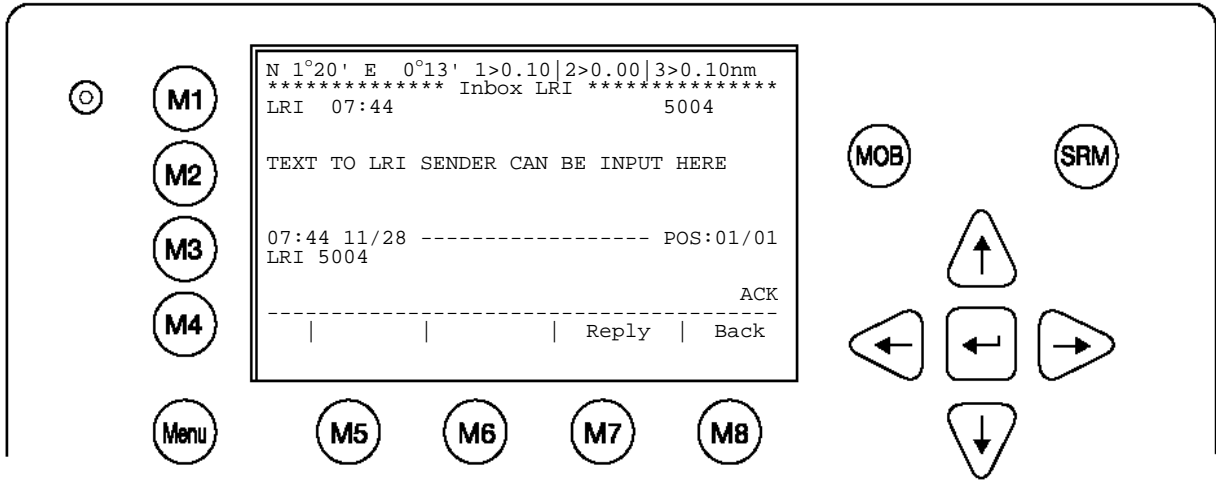 N 1°20' E 0°13' 1>0.10|2>0.00|3>0.10nm
************** Inbox LRI ***************
LRI 07:44 5004
TEXT TO LRI SENDER CAN BE INPUT HERE
07:44 11/28 ------------------ POS:01/01
LRI 5004
ACK
----------------------------------------
| | | Reply | Back
M1
M2
M3
M4
Menu
M5 M6 M7 M8
MOB SRM